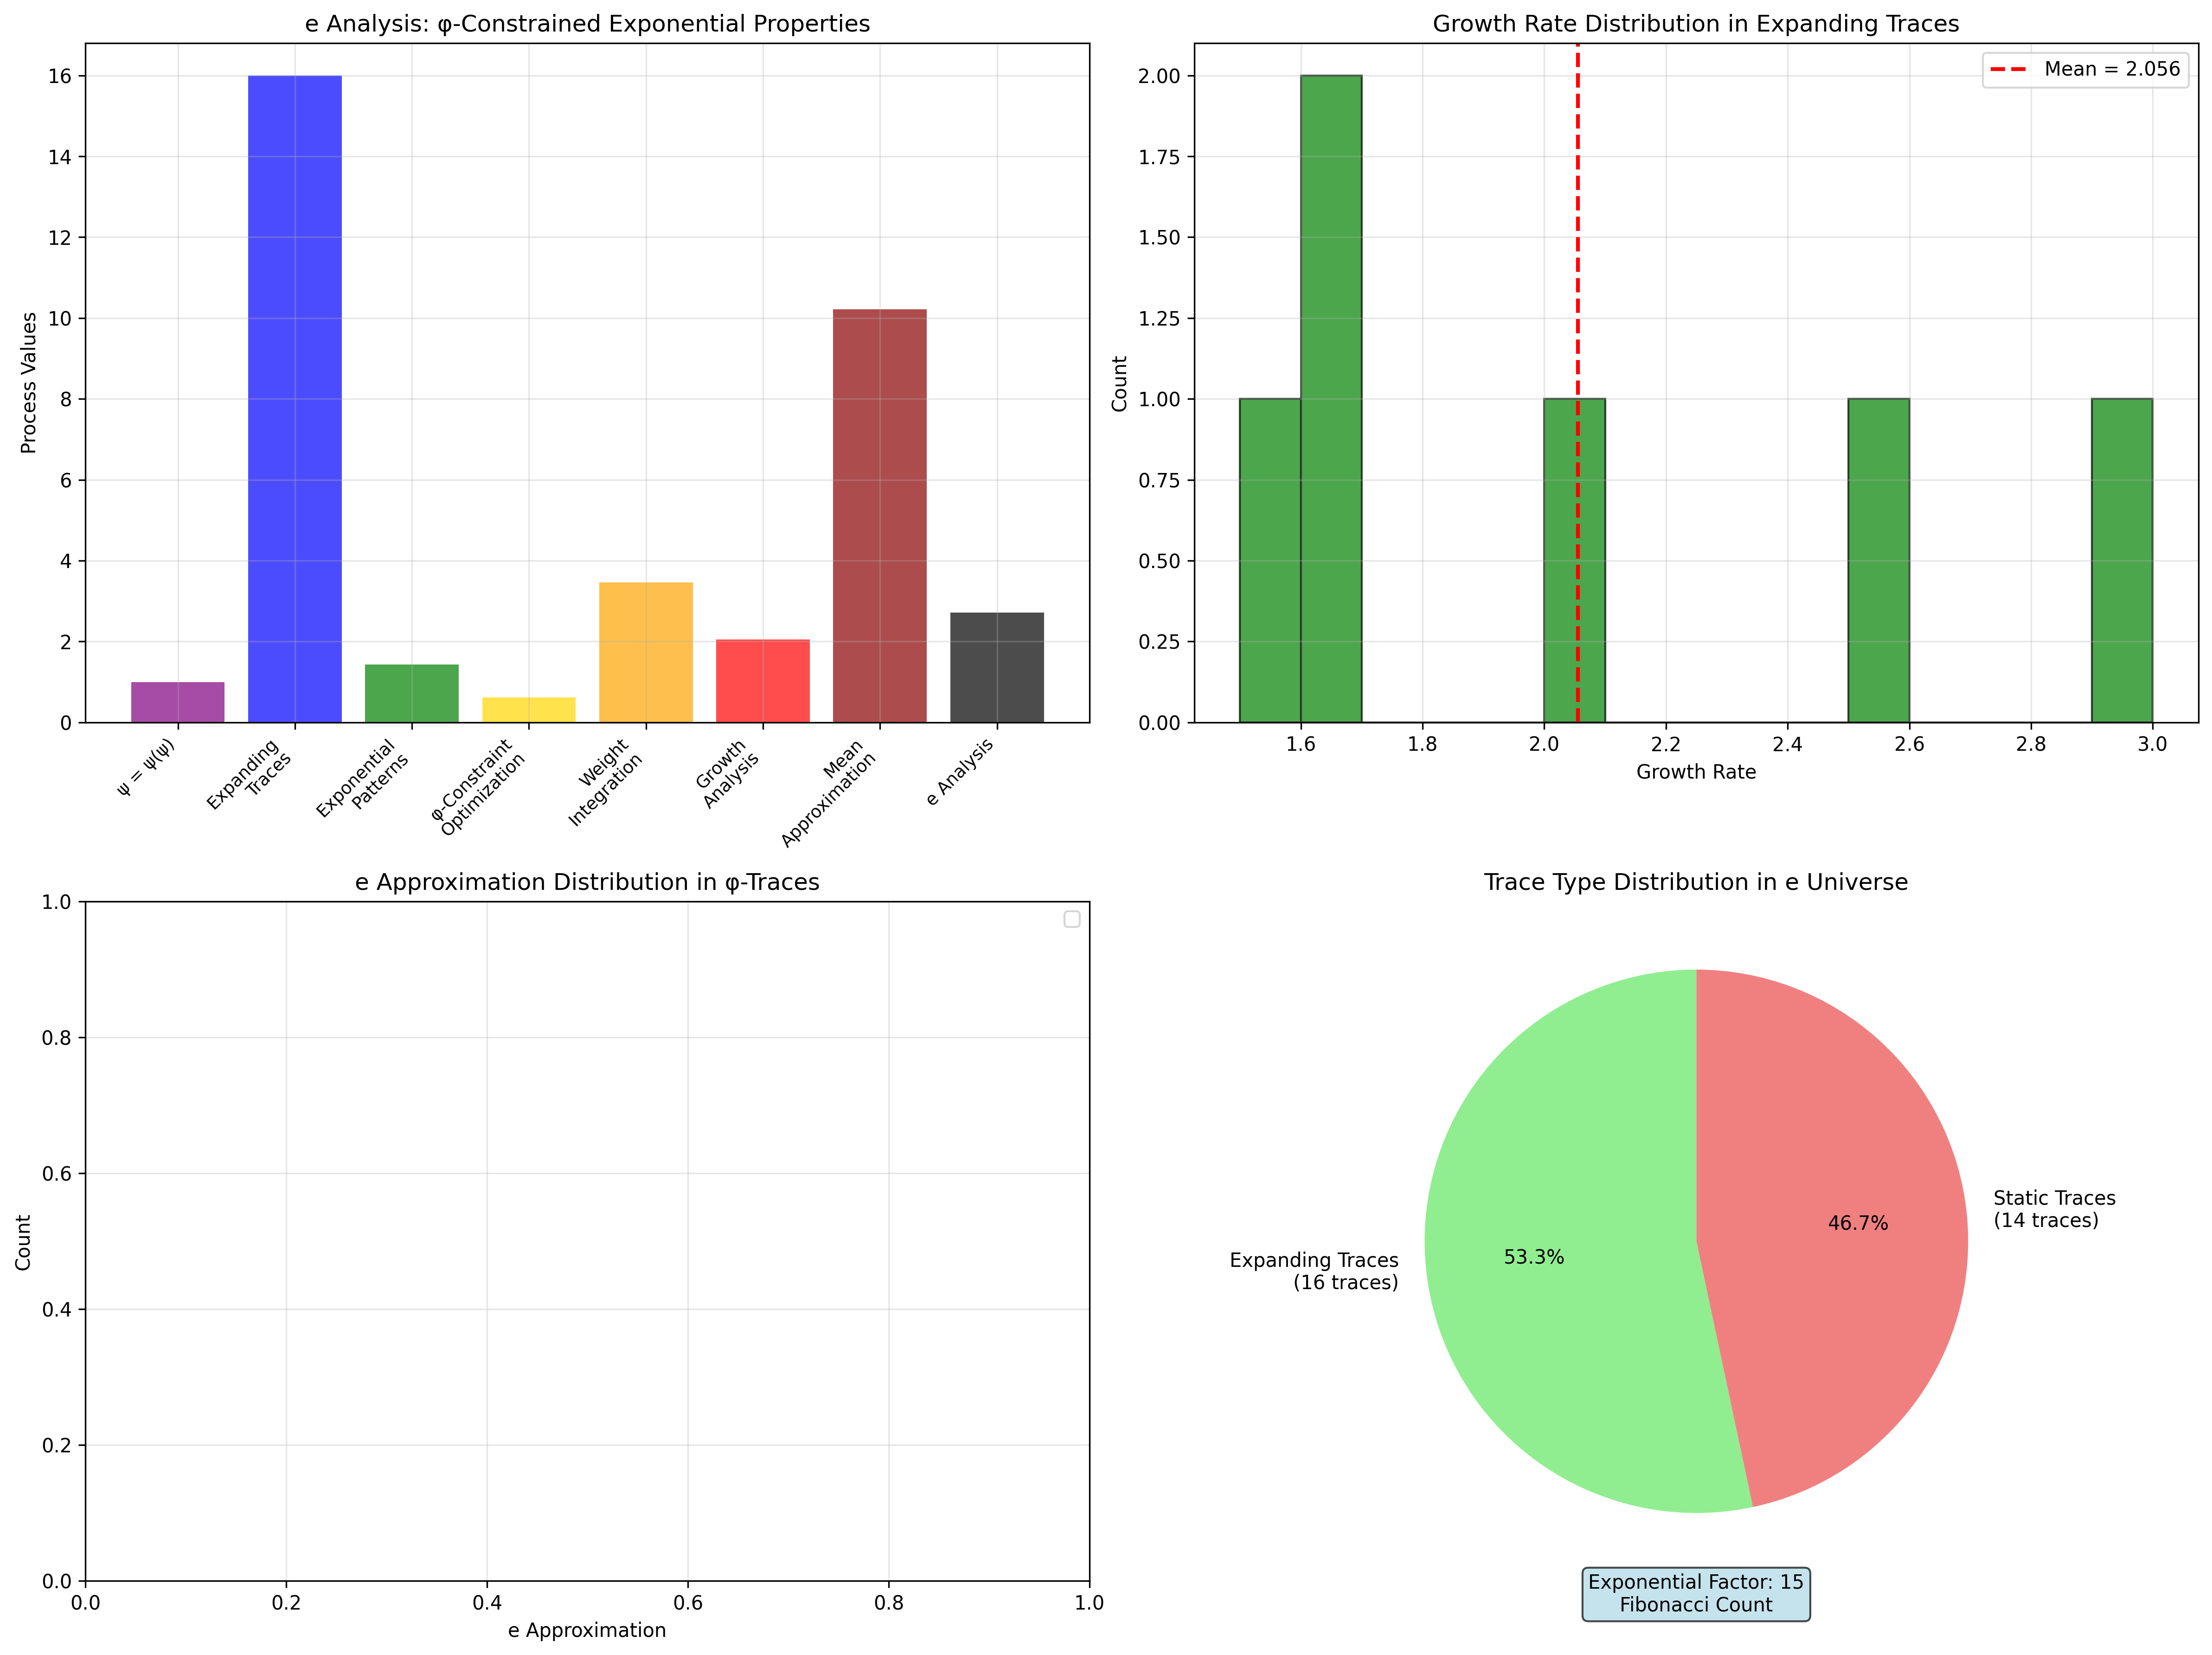 e Analysis: φ-Constrained Exponential Properties
Process Values
16
14
12
10
8
6
4
2
0
ψ = ψ(ψ)
Expanding
Traces
Exponential
Patterns
φ-Constraint
Optimization
Weight
Integration
Growth
Analysis
Mean
Approximation
e Analysis
Growth Rate Distribution in Expanding Traces
Mean = 2.056
Count
2.00
1.75
1.50
1.25
1.00
0.75
0.50
0.25
0.00
1.6
1.8
2.0
2.2
2.4
2.6
2.8
3.0
Growth Rate
e Approximation Distribution in φ-Traces
Count
1.0
0.8
0.6
0.4
0.2
0.0
0.0
0.2
0.4
0.6
0.8
1.0
e Approximation
Trace Type Distribution in e Universe
Expanding Traces
(16 traces)
53.3%
46.7%
Static Traces
(14 traces)
Exponential Factor: 15
Fibonacci Count